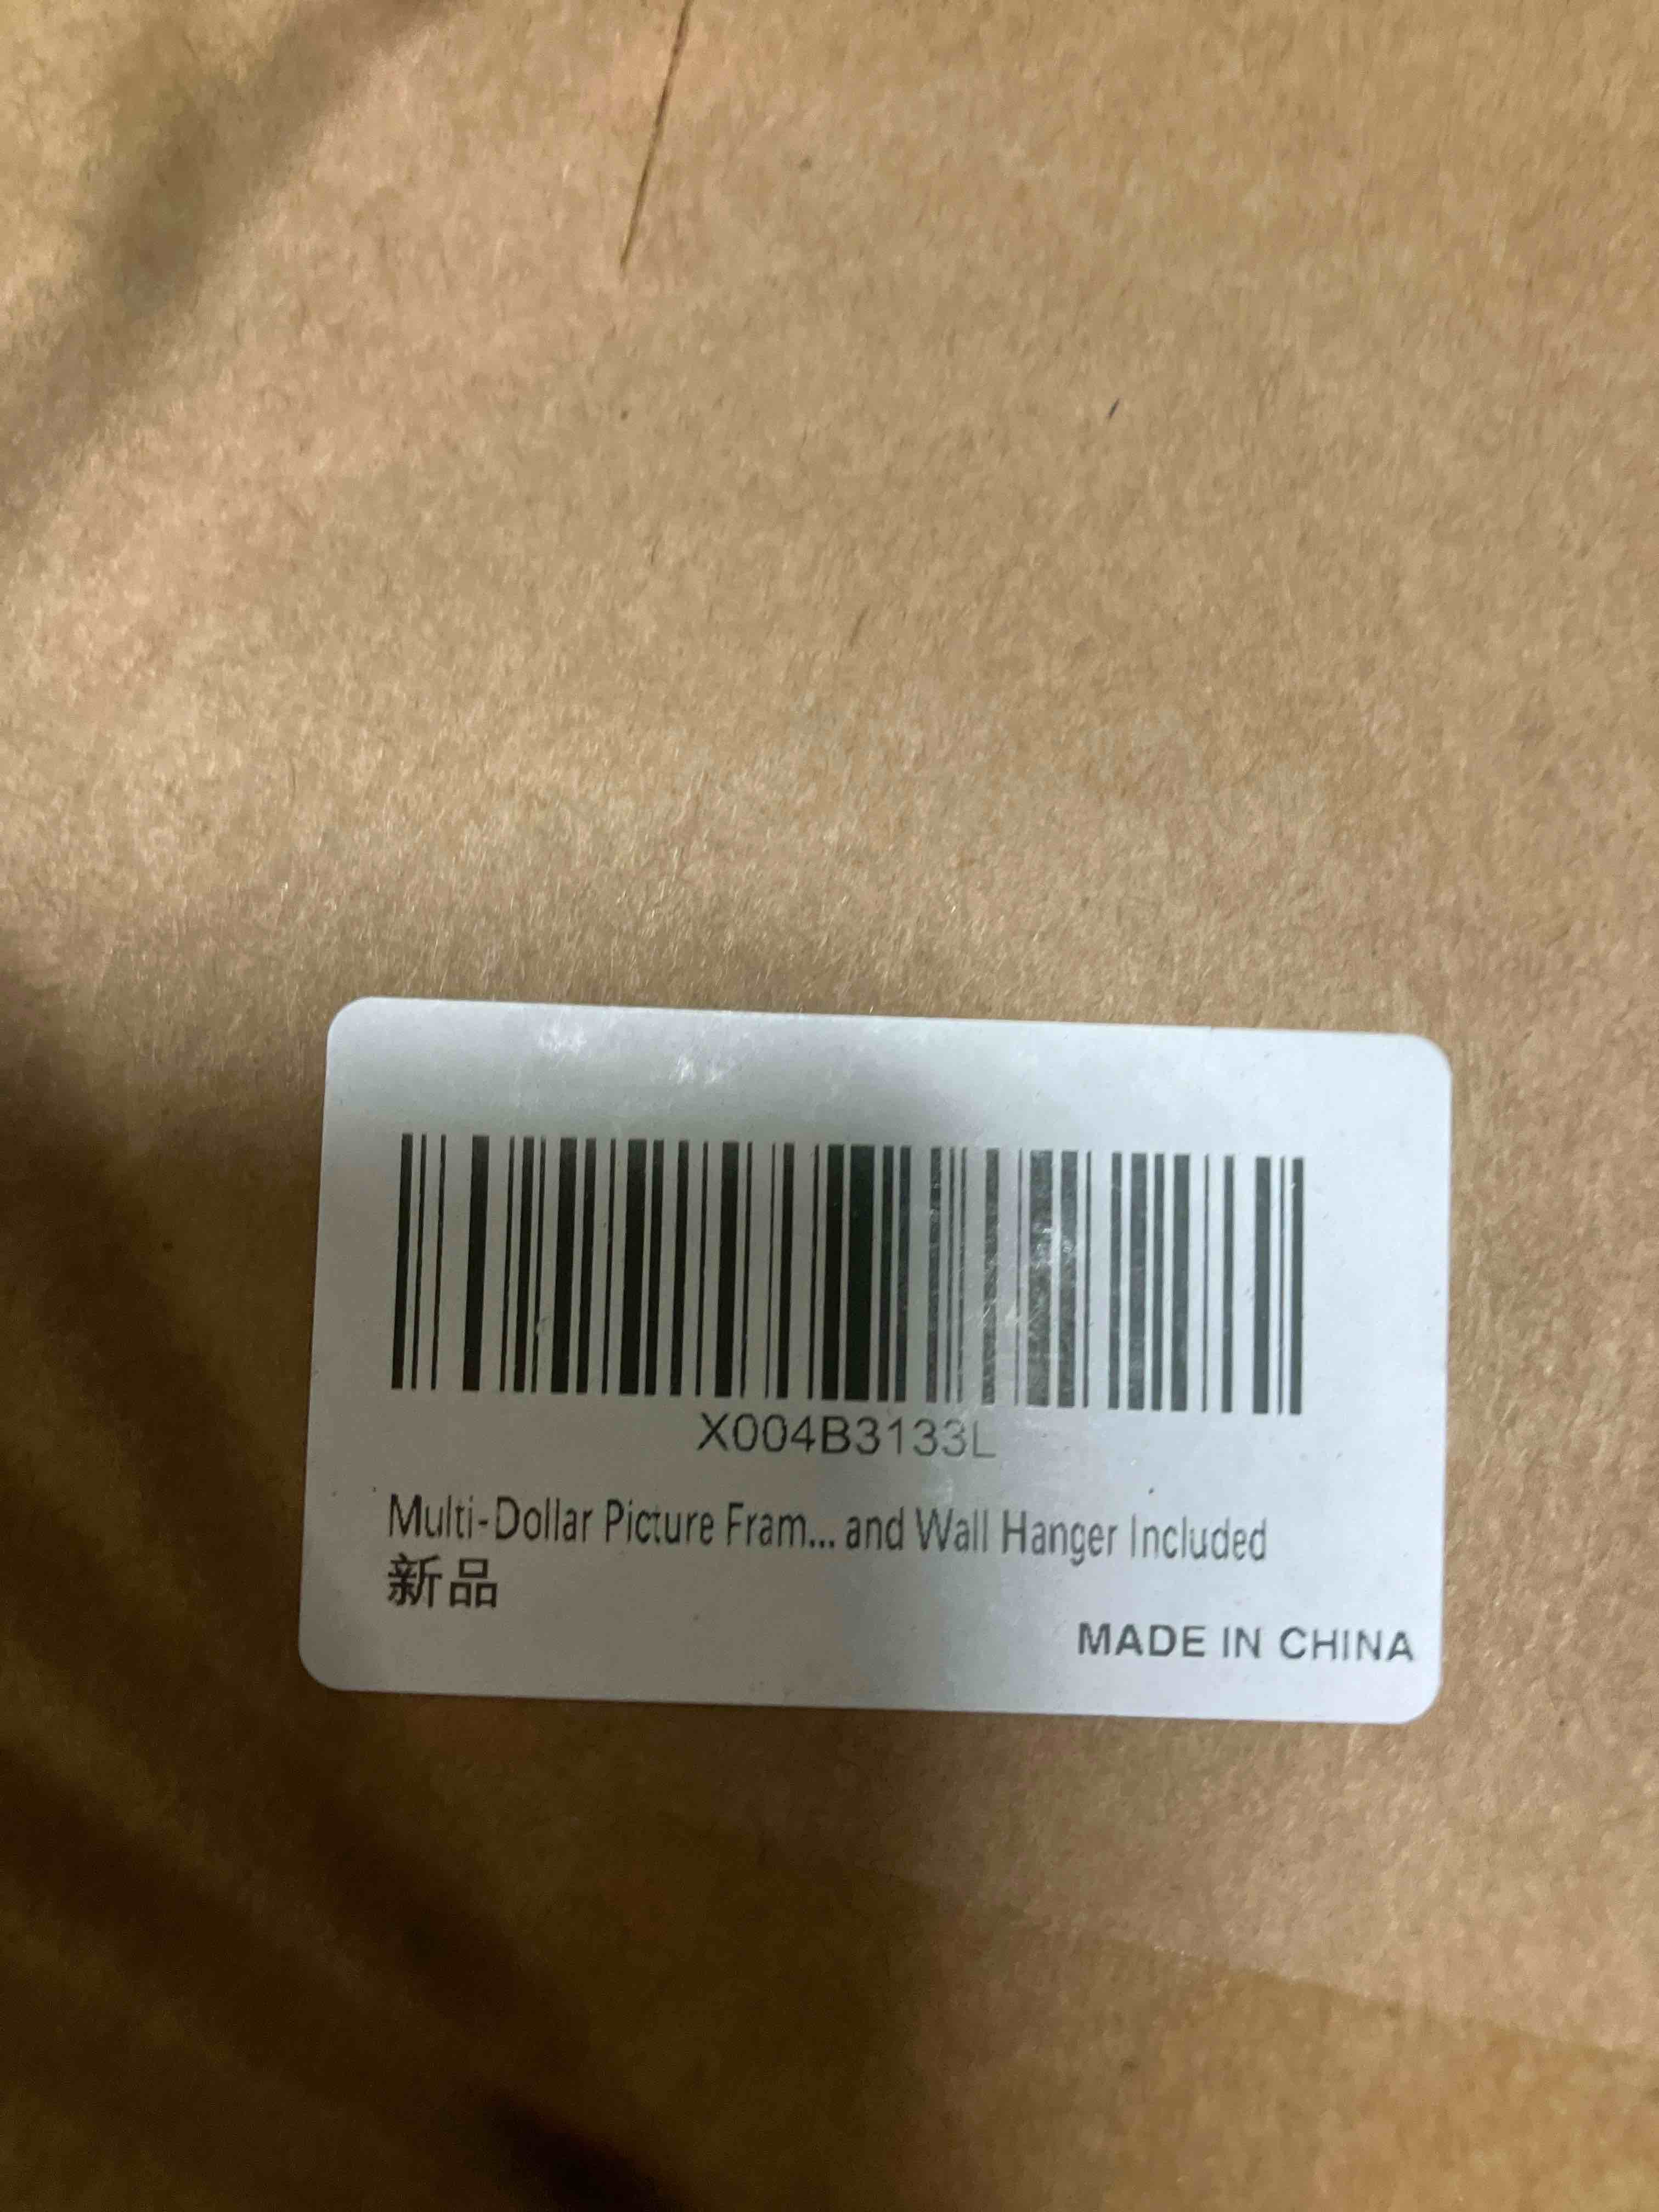 X004B3133L
Multi-Dollar Picture Fram... and Wall Hanger Included
新品
MADE IN CHINA